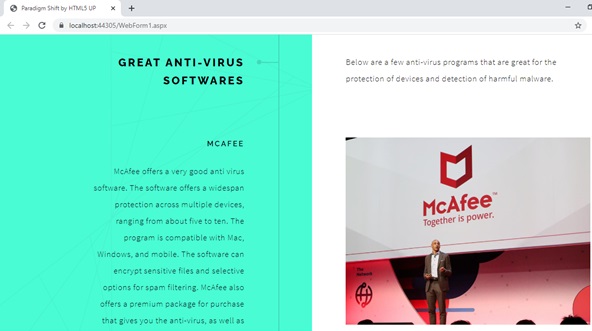 Paradigm Shift by HTML5 UP
localhost:44305/WebForm1.aspx
GREAT ANTI-VIRUS
SOFTWARES
MCAFEE
McAfee offers a very good anti virus
software. The software offers a widespan
protection across multiple devices,
ranging from about five to ten. The
program is compatible with Mac,
Windows, and mobile. The software can
encrypt sensitive files and selective
options for spam filtering. McAfee also
offers a premium package for purchase
that gives you the anti-virus, as well as
Below are a few anti-virus programs that are great for the
protection of devices and detection of harmful malware.
McAfee™
Together is power.